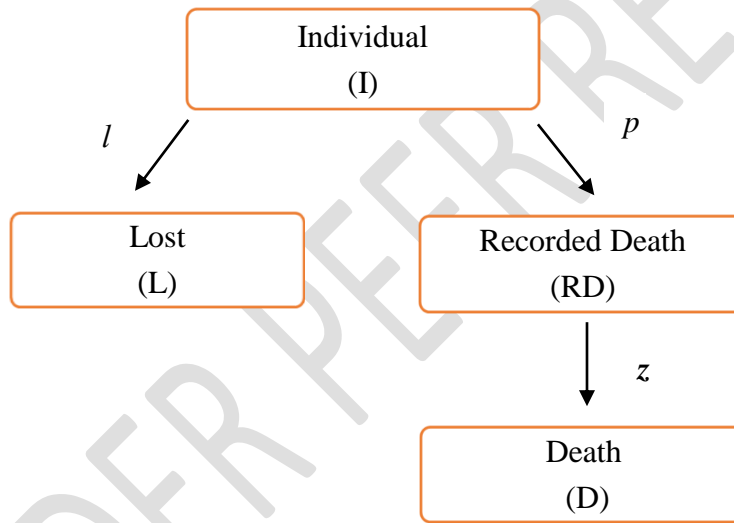 Individual
(I)
l
p
Lost
(L)
Recorded Death
(RD)
z
Death
(D)